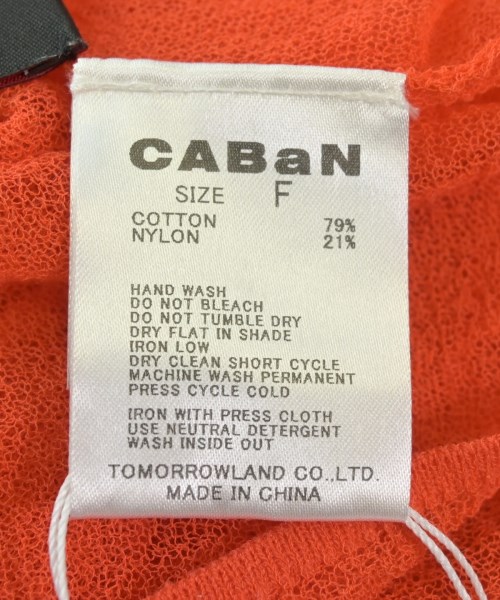 CABaN
SIZE F
COTTON 79%
NYLON 21%
HAND WASH
DO NOT BLEACH
DO NOT TUMBLE DRY
DRY FLAT IN SHADE
IRON LOW
DRY CLEAN SHORT CYCLE
MACHINE WASH PERMANENT
PRESS CYCLE COLD
IRON WITH PRESS CLOTH
USE NEUTRAL DETERGENT
WASH INSIDE OUT
TOMORROWLAND CO.,LTD.
MADE IN CHINA